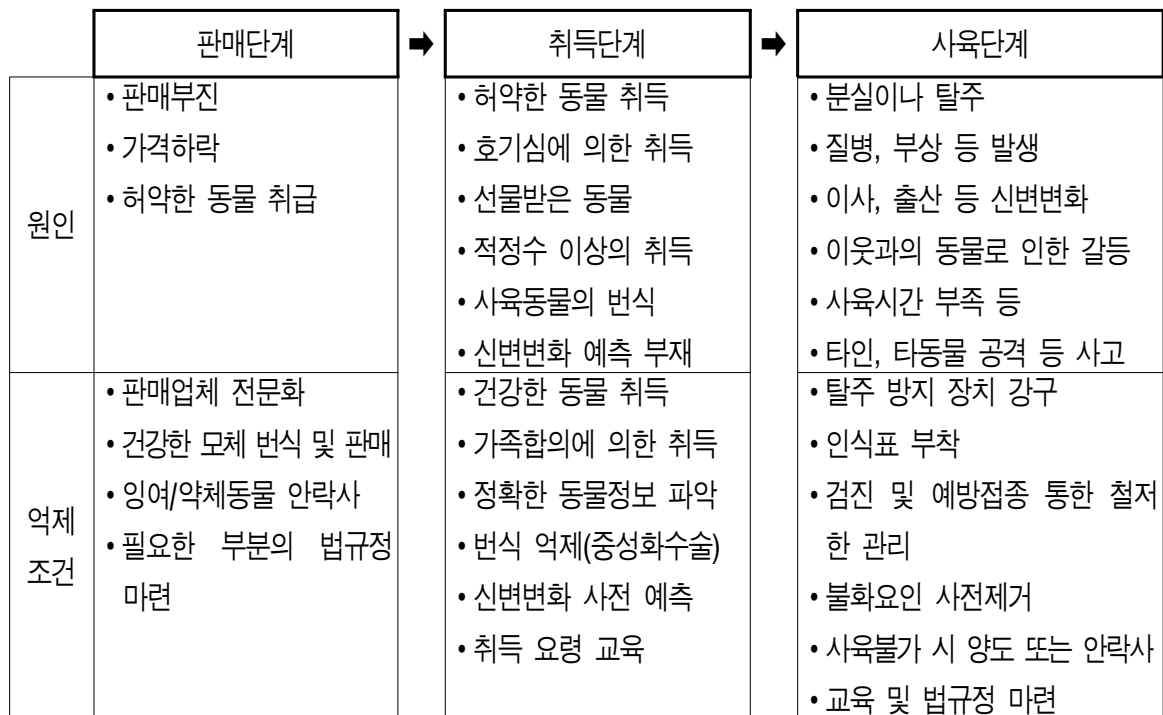 판매단계 ➡ 취득단계 ➡ 사육단계
원인
• 판매부진
• 가격하락
• 허약한 동물 취급
• 허약한 동물 취득
• 호기심에 의한 취득
• 선물받은 동물
• 적정수 이상의 취득
• 사육동물의 번식
• 신변변화 예측 부재
• 분실이나 탈주
• 질병, 부상 등 발생
• 이사, 출산 등 신변변화
• 이웃과의 동물로 인한 갈등
• 사육시간 부족 등
• 타인, 타동물 공격 등 사고
억제
조건
• 판매업체 전문화
• 건강한 모체 번식 및 판매
• 잉여/약체동물 안락사
• 필요한 부분의 법규정
마련
• 건강한 동물 취득
• 가족합의에 의한 취득
• 정확한 동물정보 파악
• 번식 억제(중성화수술)
• 신변변화 사전 예측
• 취득 요령 교육
• 탈주 방지 장치 강구
• 인식표 부착
• 검진 및 예방접종 통한 철저
한 관리
• 불화요인 사전제거
• 사육불가 시 양도 또는 안락사
• 교육 및 법규정 마련